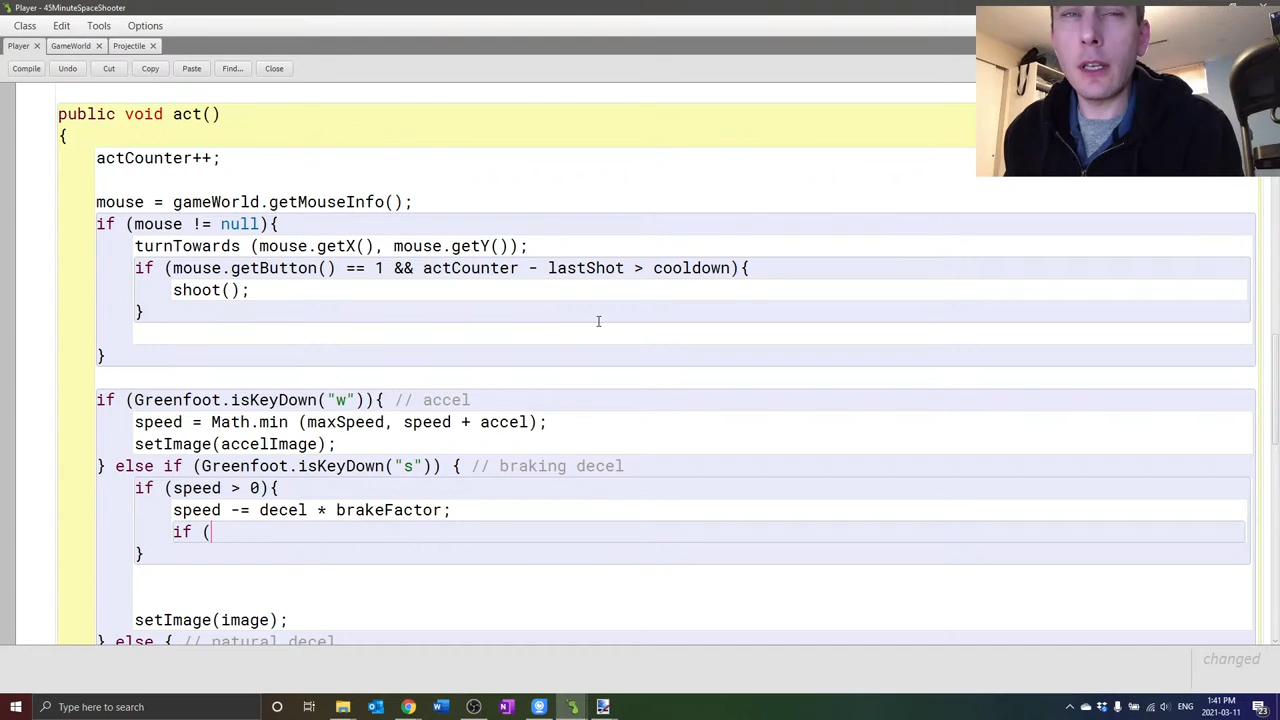 Player - 45MinuteSpaceShooter
Class Edit Tools Options
Player × GameWorld × Projectile ×
Compile Undo Cut Copy Paste Find... Close
public void act()
{
actCounter++;
mouse = gameWorld.getMouseInfo();
if (mouse != null){
turnTowards (mouse.getX(), mouse.getY());
if (mouse.getButton() == 1 && actCounter - lastShot > cooldown){
shoot();
}
}
if (Greenfoot.isKeyDown("w")){ // accel
speed = Math.min (maxSpeed, speed + accel);
setImage(accelImage);
} else if (Greenfoot.isKeyDown("s")) { // braking decel
if (speed > 0){
speed -= decel * brakeFactor;
if (
}
setImage(image);
} else { // natural decel
changed
Type here to search
1:41 PM
2021-03-11
23